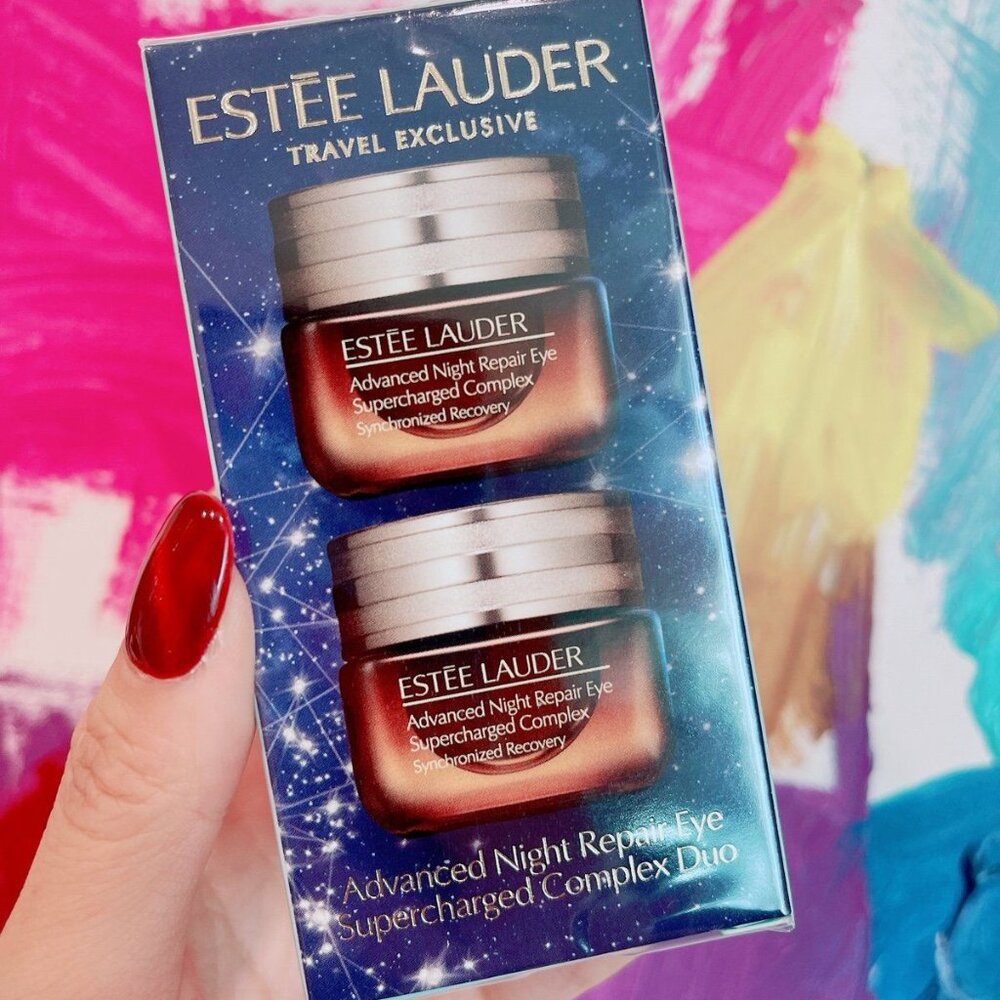 ESTĒE LAUDER
TRAVEL EXCLUSIVE
ESTĒE LAUDER
Advanced Night Repair Eye
Supercharged Complex
Synchronized Recovery
ESTĒE LAUDER
Advanced Night Repair Eye
Supercharged Complex
Synchronized Recovery
Advanced Night Repair Eye
Supercharged Complex Duo